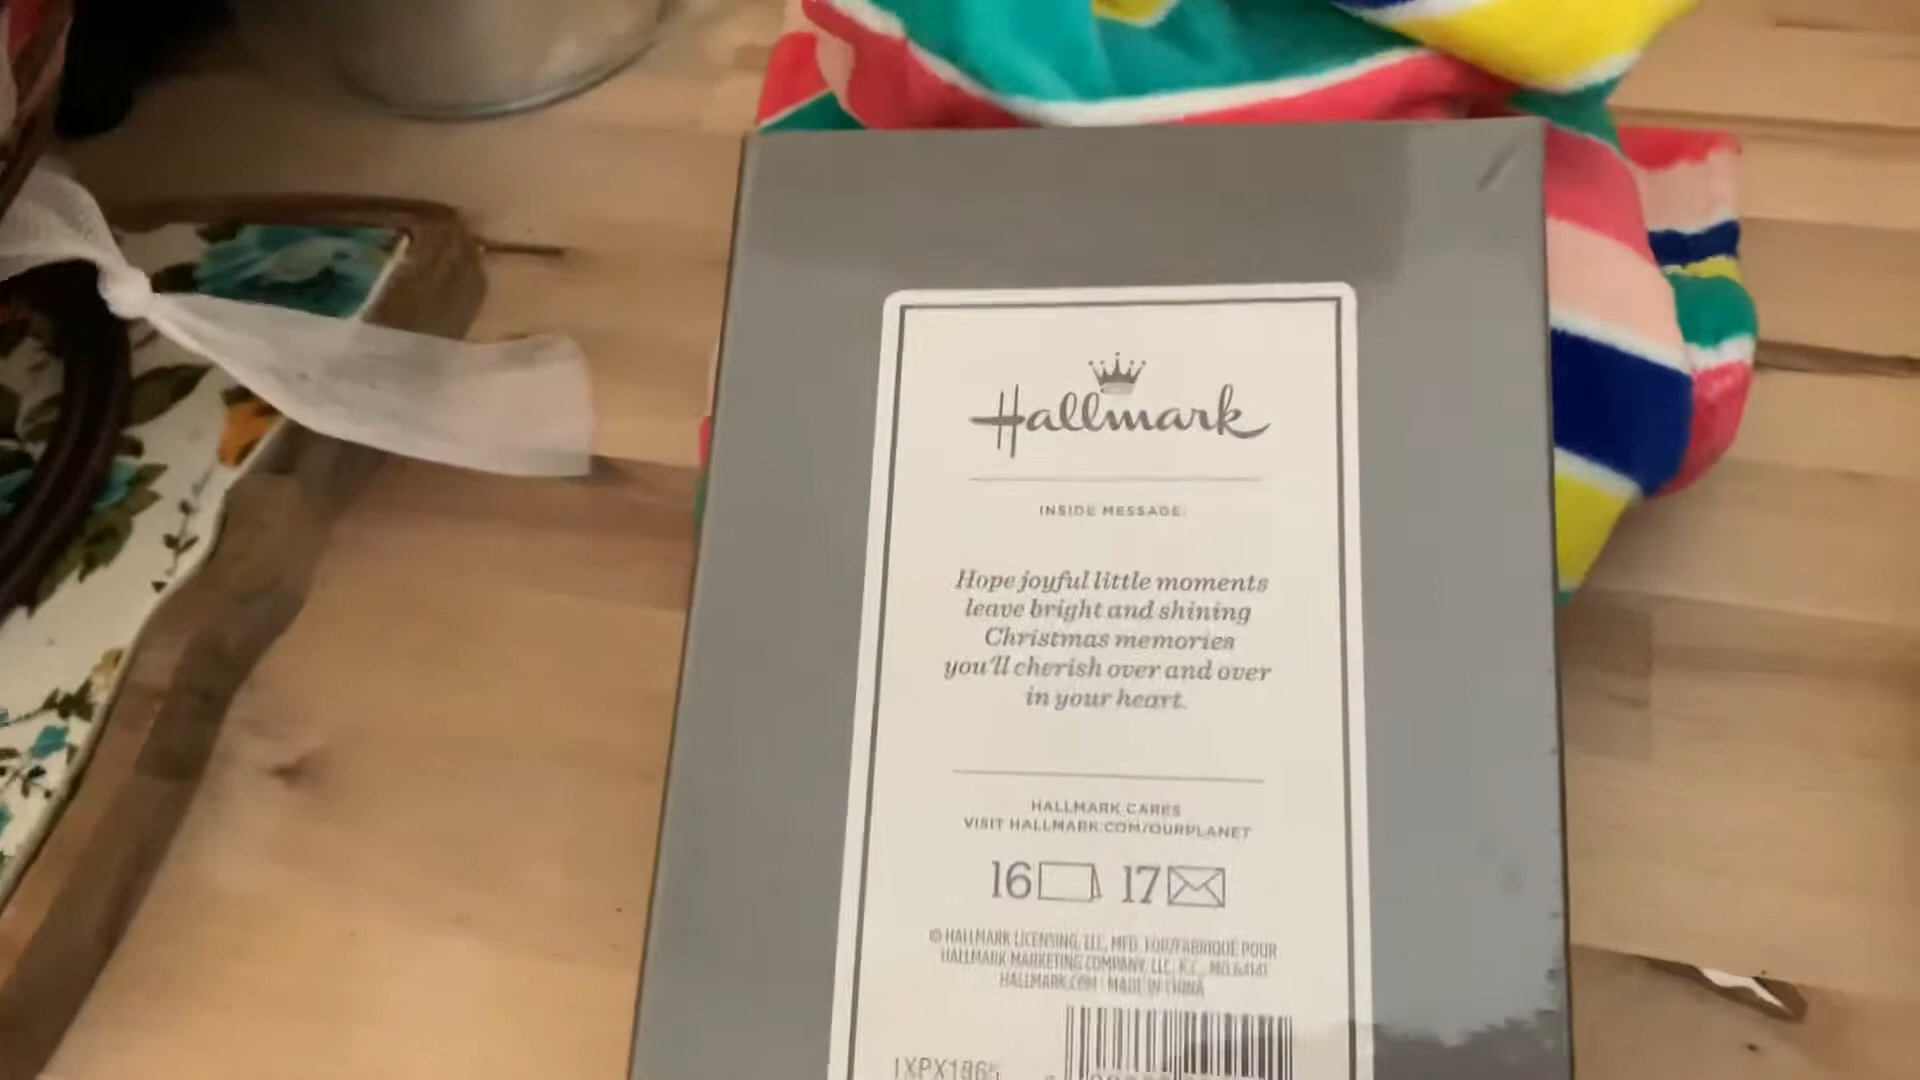 Hallmark
INSIDE MESSAGE:
Hope joyful little moments
leave bright and shining
Christmas memories
you'll cherish over and over
in your heart.
HALLMARK CARES
VISIT HALLMARK.COM/OURPLANET
16 17
© HALLMARK LICENSING, LLC, MFD. FOR/FABRIQUÉ POUR
HALLMARK MARKETING COMPANY, LLC, K.C., MO 64141
HALLMARK.COM | MADE IN CHINA
1XPX1865